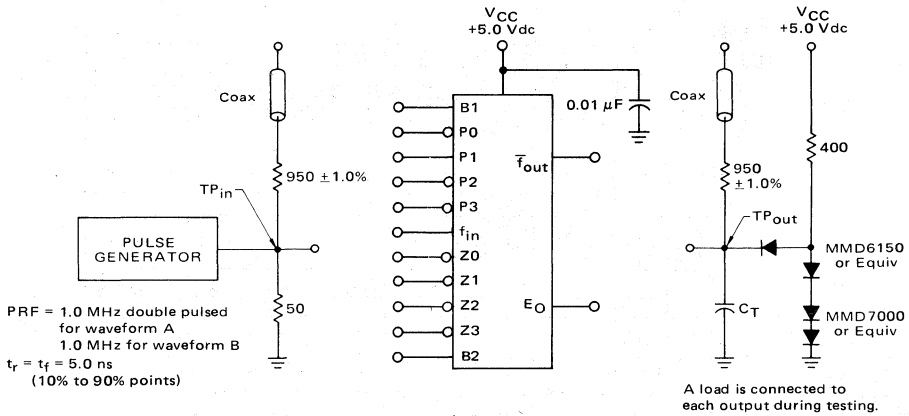 VCC
+5.0 Vdc
VCC
+5.0 Vdc
Coax
0.01 μF
Coax
B1
P0
P1
P2
P3
fin
Z0
Z1
Z2
Z3
B2
f̅out
EO
950 ±1.0%
TPin
PULSE
GENERATOR
50
PRF = 1.0 MHz double pulsed
for waveform A
1.0 MHz for waveform B
tr = tf = 5.0 ns
(10% to 90% points)
400
950
±1.0%
TPout
MMD6150
or Equiv
CT
MMD7000
or Equiv
A load is connected to
each output during testing.